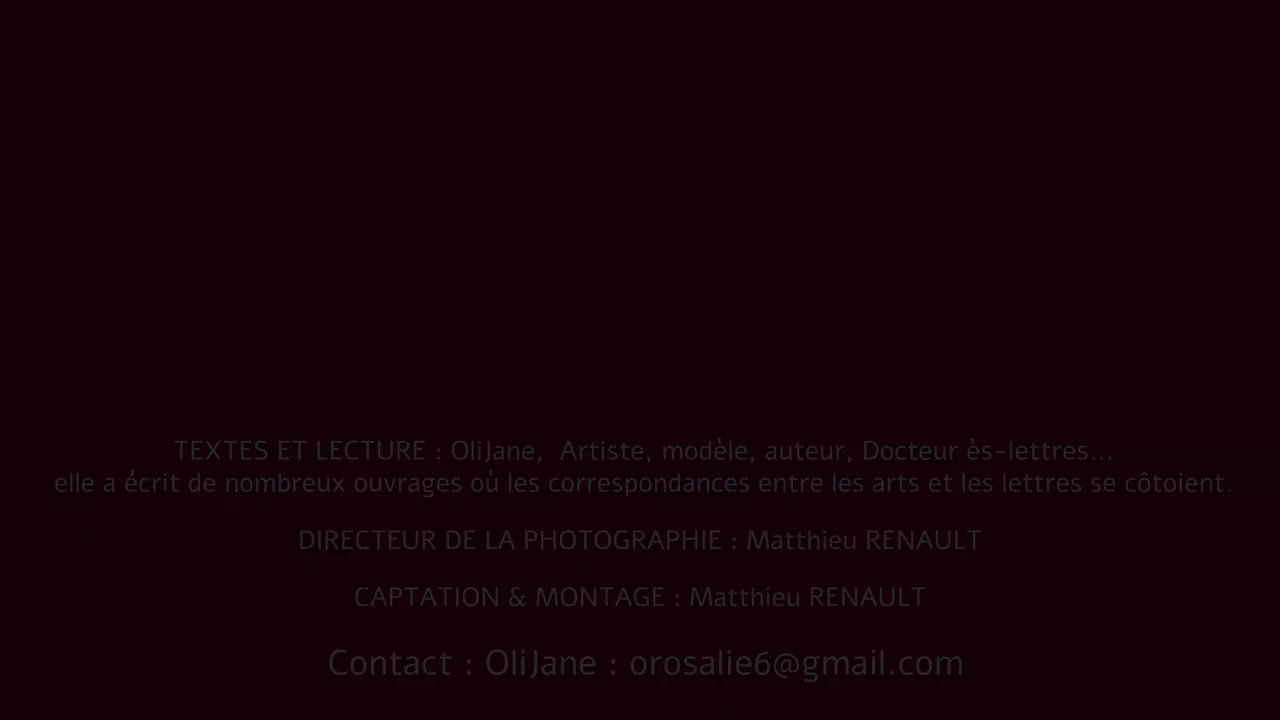 TEXTES ET LECTURE : OliJane, Artiste, modèle, auteur, Docteur ès-lettres...
elle a écrit de nombreux ouvrages où les correspondances entre les arts et les lettres se côtoient.
DIRECTEUR DE LA PHOTOGRAPHIE : Matthieu RENAULT
CAPTATION & MONTAGE : Matthieu RENAULT
Contact : OliJane : orosalie6@gmail.com